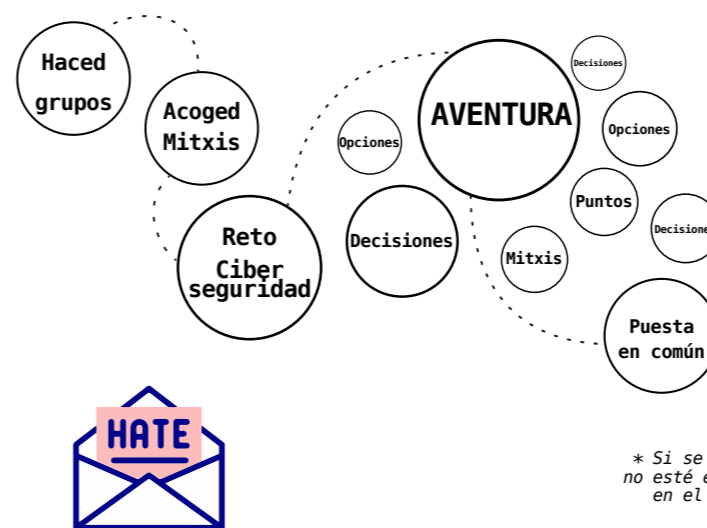 Haced
grupos
Acoged
Mitxis
Reto
Ciber
seguridad
Opciones
Decisiones
AVENTURA
Decisiones
Opciones
Puntos
Decisione
Mitxis
Puesta
en común
HATE
* Si se
no esté e
en el